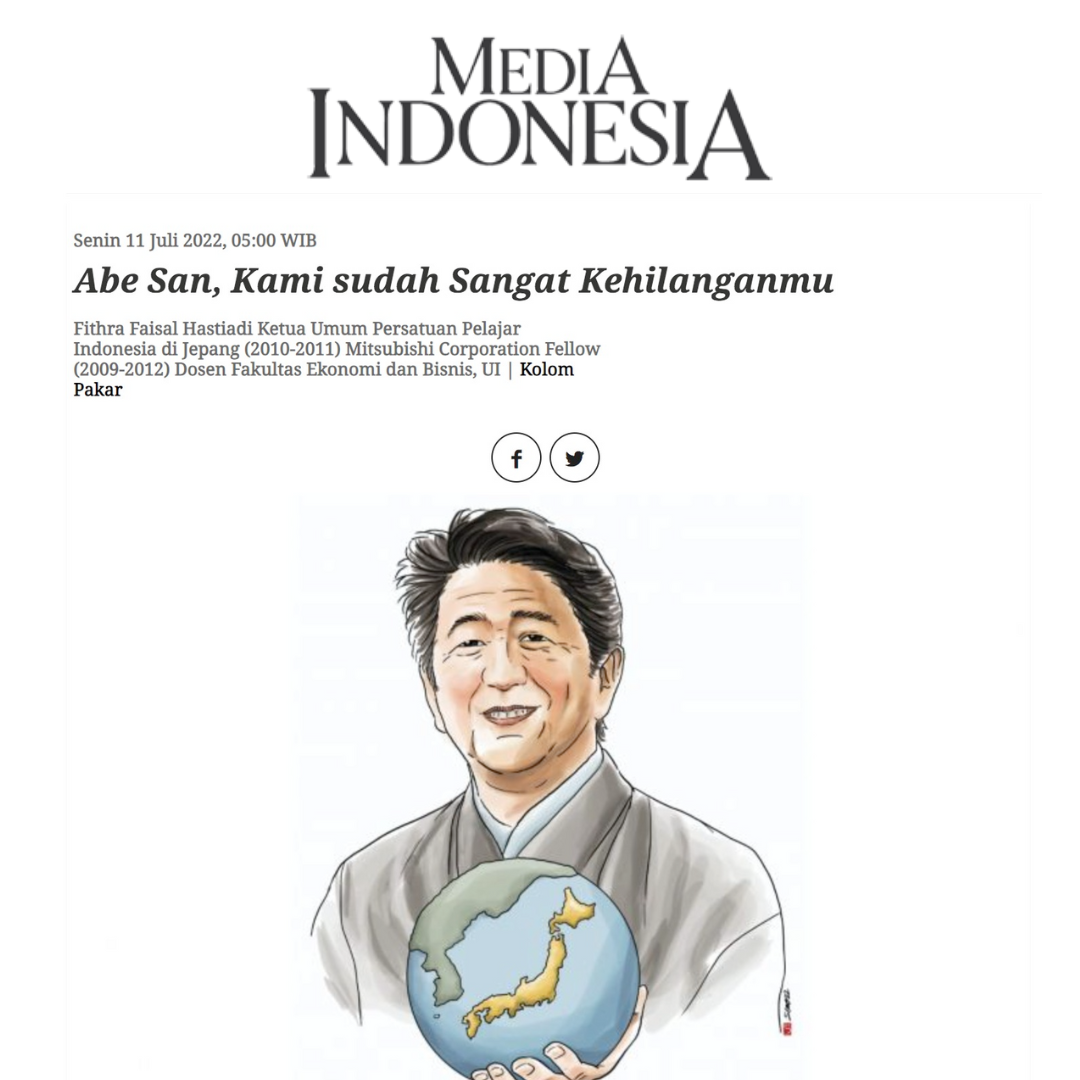 MEDIA
INDONESIA
Senin 11 Juli 2022, 05:00 WIB
Abe San, Kami sudah Sangat Kehilanganmu
Fithra Faisal Hastiadi Ketua Umum Persatuan Pelajar
Indonesia di Jepang (2010-2011) Mitsubishi Corporation Fellow
(2009-2012) Dosen Fakultas Ekonomi dan Bisnis, UI | Kolom
Pakar